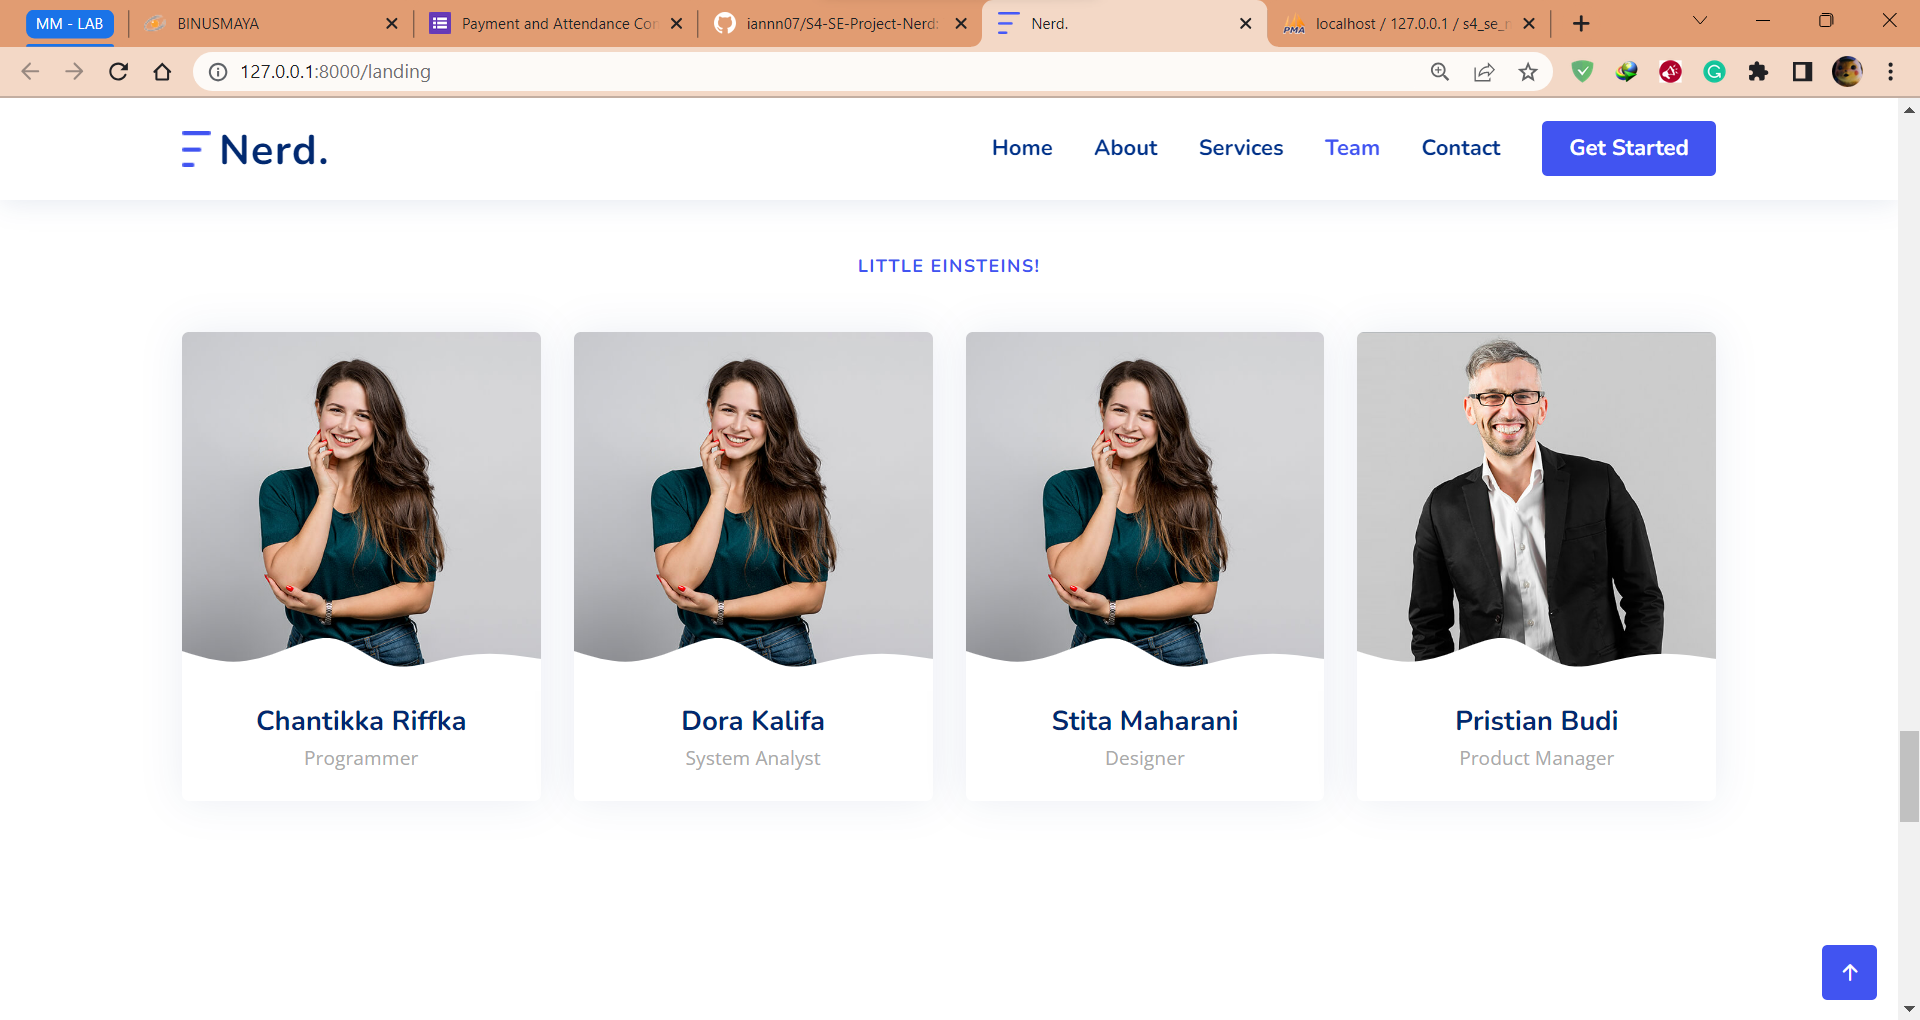 MM - LAB
BINUSMAYA
Payment and Attendance Co
iannn07/S4-SE-Project-Nerd
Nerd.
localhost / 127.0.0.1 / s4_se_
127.0.0.1:8000/landing
Nerd.
Home
About
Services
Team
Contact
Get Started
LITTLE EINSTEINS!
Chantikka Riffka
Programmer
Dora Kalifa
System Analyst
Stita Maharani
Designer
Pristian Budi
Product Manager